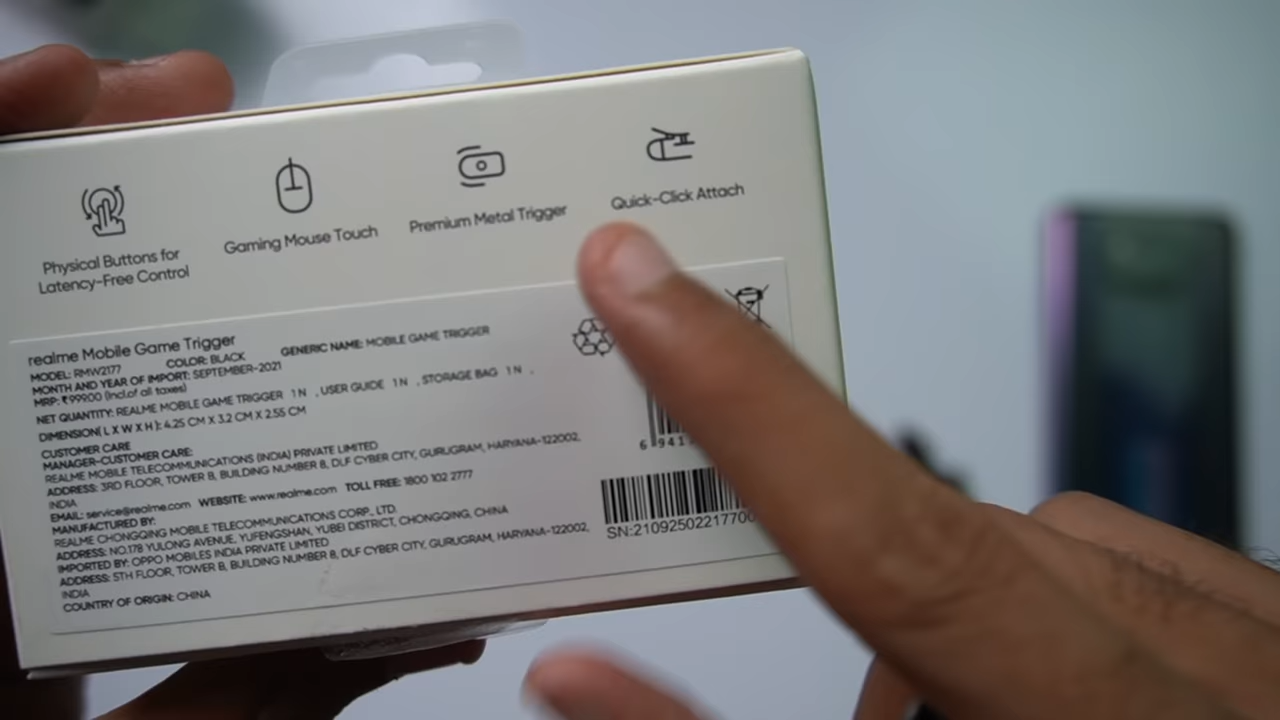 Physical Buttons for
Latency-Free Control
Gaming Mouse Touch
Premium Metal Trigger
Quick-Click Attach
realme Mobile Game Trigger
MODEL: RMW2177 COLOR: BLACK GENERIC NAME: MOBILE GAME TRIGGER
MONTH AND YEAR OF IMPORT: SEPTEMBER-2021
MRP: ₹999.00 (Incl.of all taxes)
NET QUANTITY: REALME MOBILE GAME TRIGGER 1 N , USER GUIDE 1 N , STORAGE BAG 1 N ,
DIMENSION( L X W X H ): 4.25 CM X 3.2 CM X 2.55 CM
CUSTOMER CARE
MANAGER-CUSTOMER CARE:
REALME MOBILE TELECOMMUNICATIONS (INDIA) PRIVATE LIMITED
ADDRESS: 3RD FLOOR, TOWER B, BUILDING NUMBER 8, DLF CYBER CITY, GURUGRAM, HARYANA-122002,
INDIA
EMAIL: service@realme.com WEBSITE: www.realme.com TOLL FREE: 1800 102 2777
MANUFACTURED BY:
REALME CHONGQING MOBILE TELECOMMUNICATIONS CORP., LTD.
ADDRESS: NO.178 YULONG AVENUE, YUFENGSHAN, YUBEI DISTRICT, CHONGQING, CHINA
IMPORTED BY: OPPO MOBILES INDIA PRIVATE LIMITED
ADDRESS: 5TH FLOOR, TOWER B, BUILDING NUMBER 8, DLF CYBER CITY, GURUGRAM, HARYANA-122002,
INDIA
COUNTRY OF ORIGIN: CHINA
6 941
SN:21092502217700